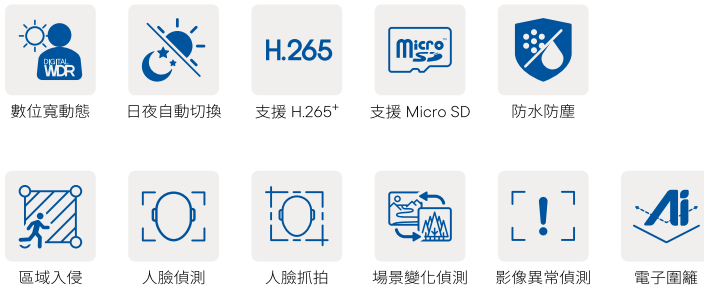 DIGITAL
WDR
H.265
Micro
SD
數位寬動態 日夜自動切換 支援 H.265+ 支援 Micro SD 防水防塵
!
Ai
區域入侵 人臉偵測 人臉抓拍 場景變化偵測 影像異常偵測 電子圍籬